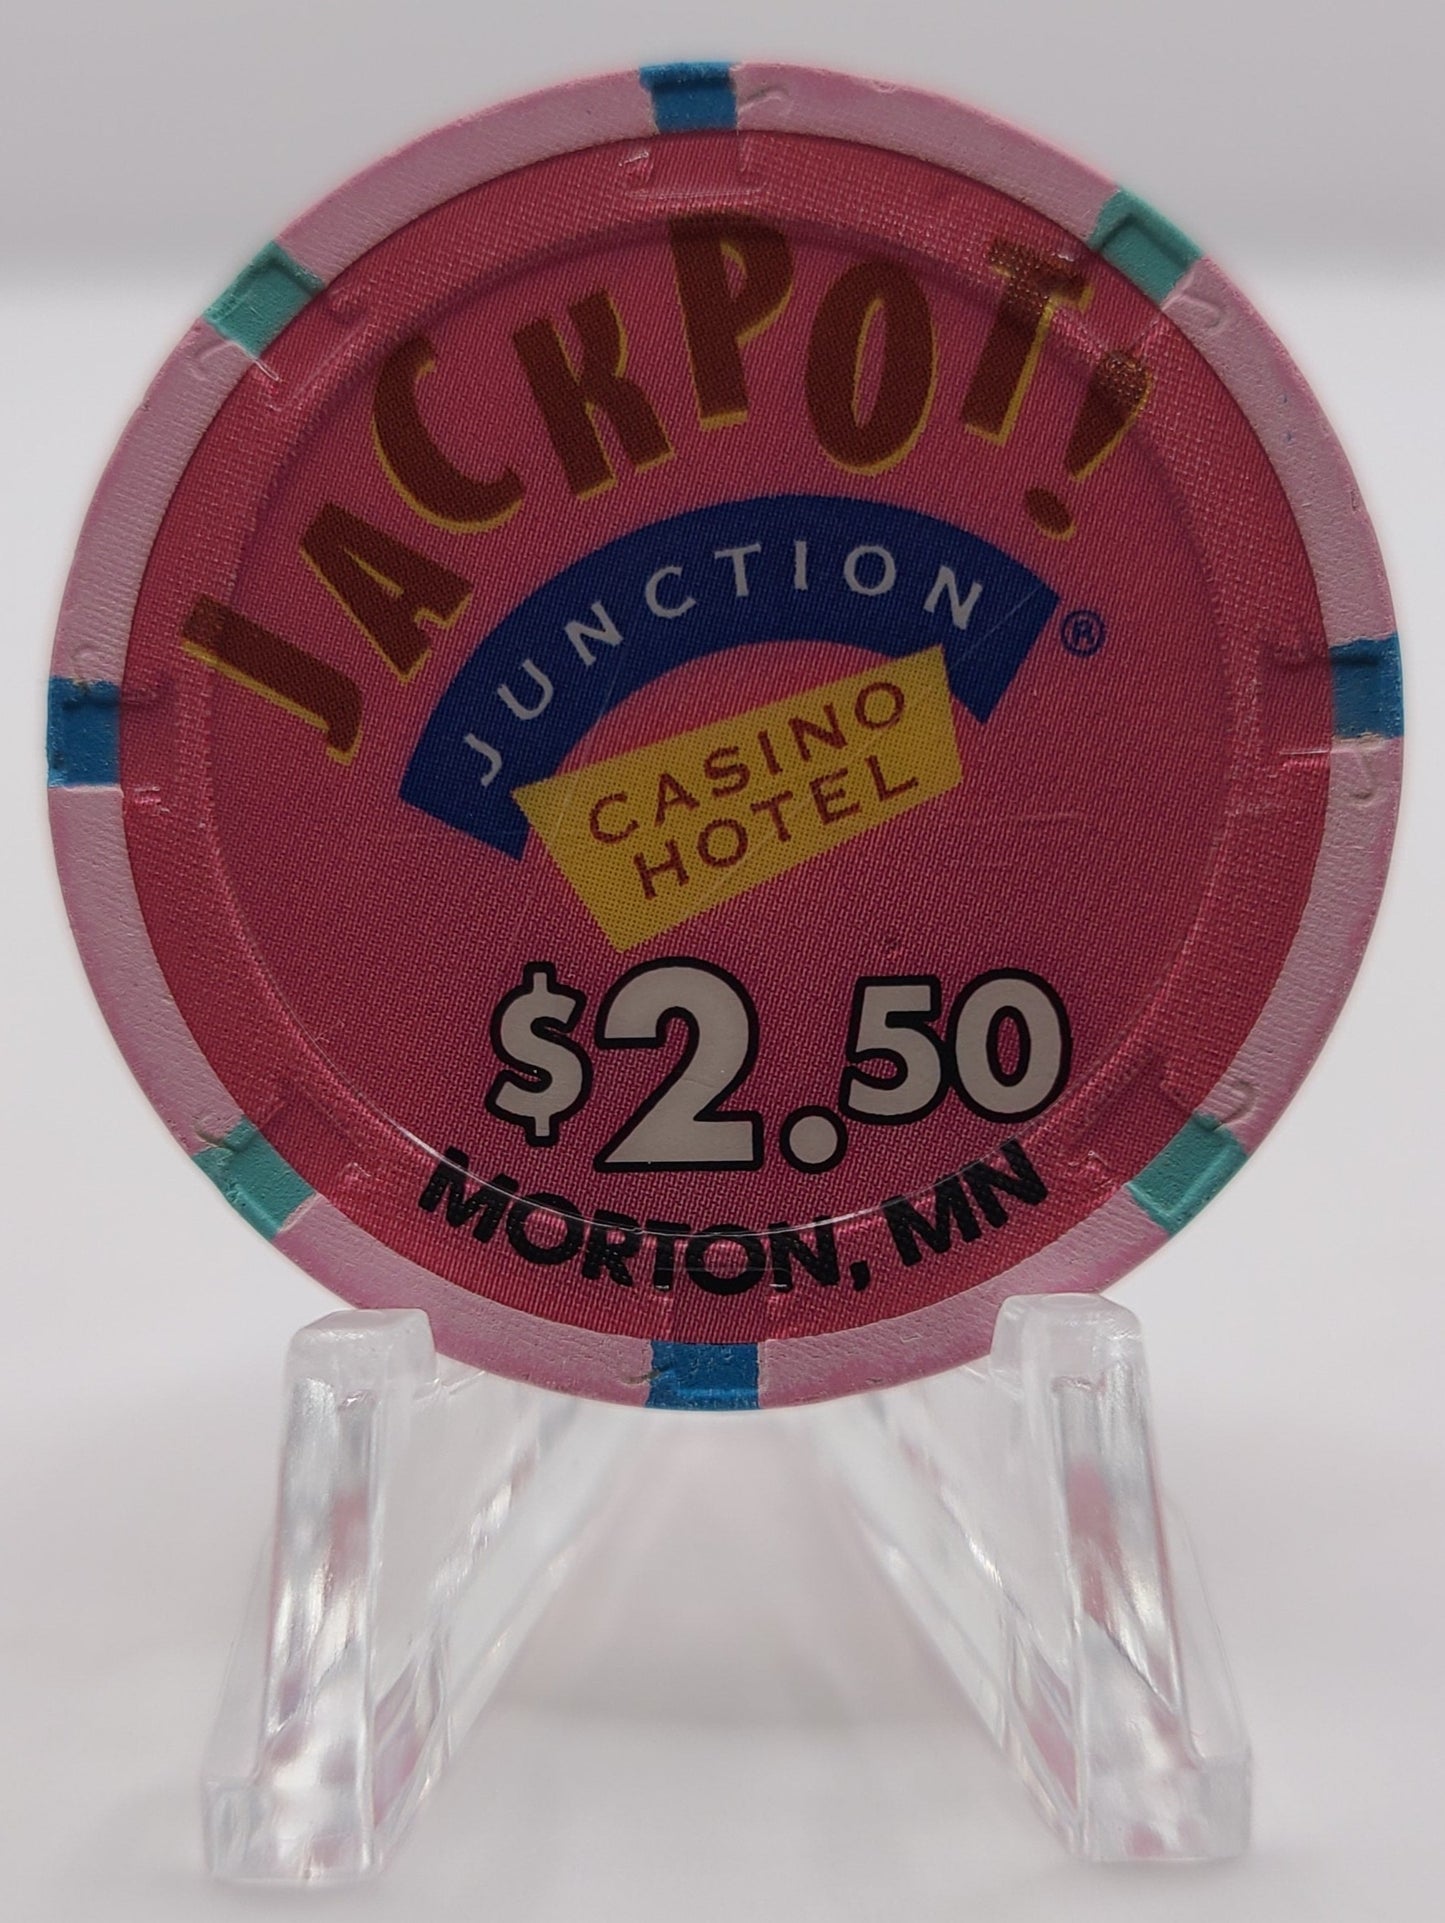 JACKPOT!
JUNCTION®
CASINO
HOTEL
$2.50
MORTON, MN